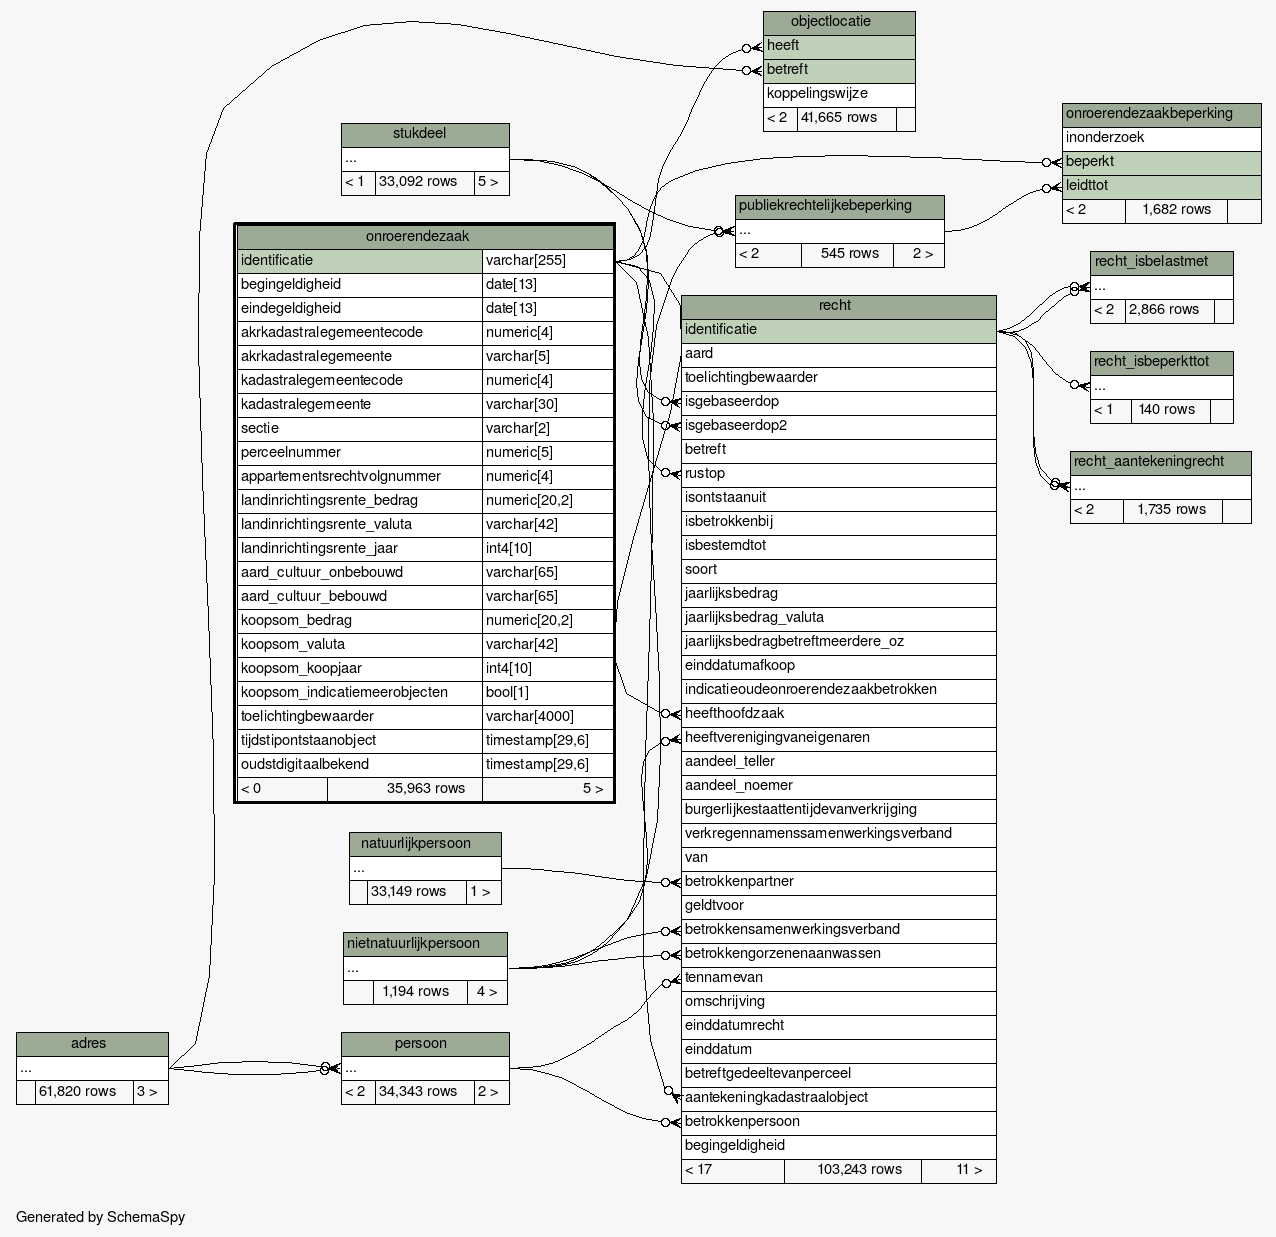 objectlocatie
heeft
betreft
koppelingswijze
< 2 41,665 rows
onroerendezaakbeperking
inonderzoek
beperkt
leidttot
< 2 1,682 rows
stukdeel
...
< 1 33,092 rows 5 >
publiekrechtelijkebeperking
...
< 2 545 rows 2 >
onroerendezaak
identificatie varchar[255]
begingeldigheid date[13]
eindegeldigheid date[13]
akrkadastralegemeentecode numeric[4]
akrkadastralegemeente varchar[5]
kadastralegemeentecode numeric[4]
kadastralegemeente varchar[30]
sectie varchar[2]
perceelnummer numeric[5]
appartementsrechtvolgnummer numeric[4]
landinrichtingsrente_bedrag numeric[20,2]
landinrichtingsrente_valuta varchar[42]
landinrichtingsrente_jaar int4[10]
aard_cultuur_onbebouwd varchar[65]
aard_cultuur_bebouwd varchar[65]
koopsom_bedrag numeric[20,2]
koopsom_valuta varchar[42]
koopsom_koopjaar int4[10]
koopsom_indicatiemeerobjecten bool[1]
toelichtingbewaarder varchar[4000]
tijdstipontstaanobject timestamp[29,6]
oudstdigitaalbekend timestamp[29,6]
< 0 35,963 rows 5 >
recht
identificatie
aard
toelichtingbewaarder
isgebaseerdop
isgebaseerdop2
betreft
rustop
isontstaanuit
isbetrokkenbij
isbestemdtot
soort
jaarlijksbedrag
jaarlijksbedrag_valuta
jaarlijksbedragbetreftmeerdere_oz
einddatumafkoop
indicatieoudeonroerendezaakbetrokken
heefthoofdzaak
heeftverenigingvaneigenaren
aandeel_teller
aandeel_noemer
burgerlijkestaattentijdevanverkrijging
verkregennamenssamenwerkingsverband
van
betrokkenpartner
geldtvoor
betrokkensamenwerkingsverband
betrokkengorzenenaanwassen
tennamevan
omschrijving
einddatumrecht
einddatum
betreftgedeeltevanperceel
aantekeningkadastraalobject
betrokkenpersoon
begingeldigheid
< 17 103,243 rows 11 >
recht_isbelastmet
...
< 2 2,866 rows
recht_isbeperkttot
...
< 1 140 rows
recht_aantekeningrecht
...
< 2 1,735 rows
natuurlijkpersoon
...
33,149 rows 1 >
nietnatuurlijkpersoon
...
1,194 rows 4 >
adres
...
61,820 rows 3 >
persoon
...
< 2 34,343 rows 2 >
Generated by SchemaSpy